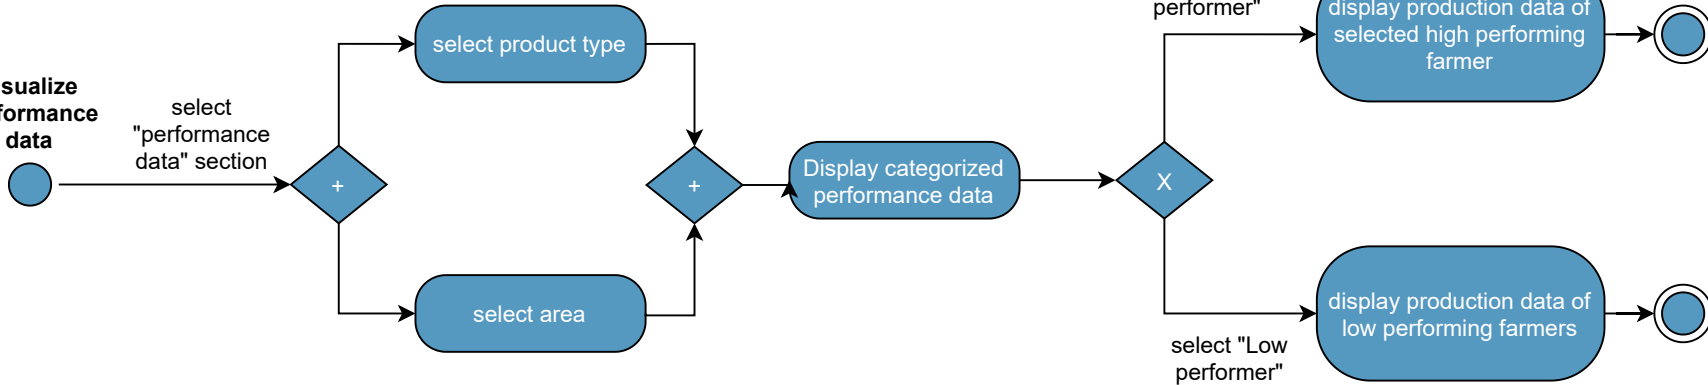 sualize
formance
data
select
"performance
data" section
+
select product type
select area
+
Display categorized
performance data
X
performer"
display production data of
selected high performing
farmer
select "Low
performer"
display production data of
low performing farmers